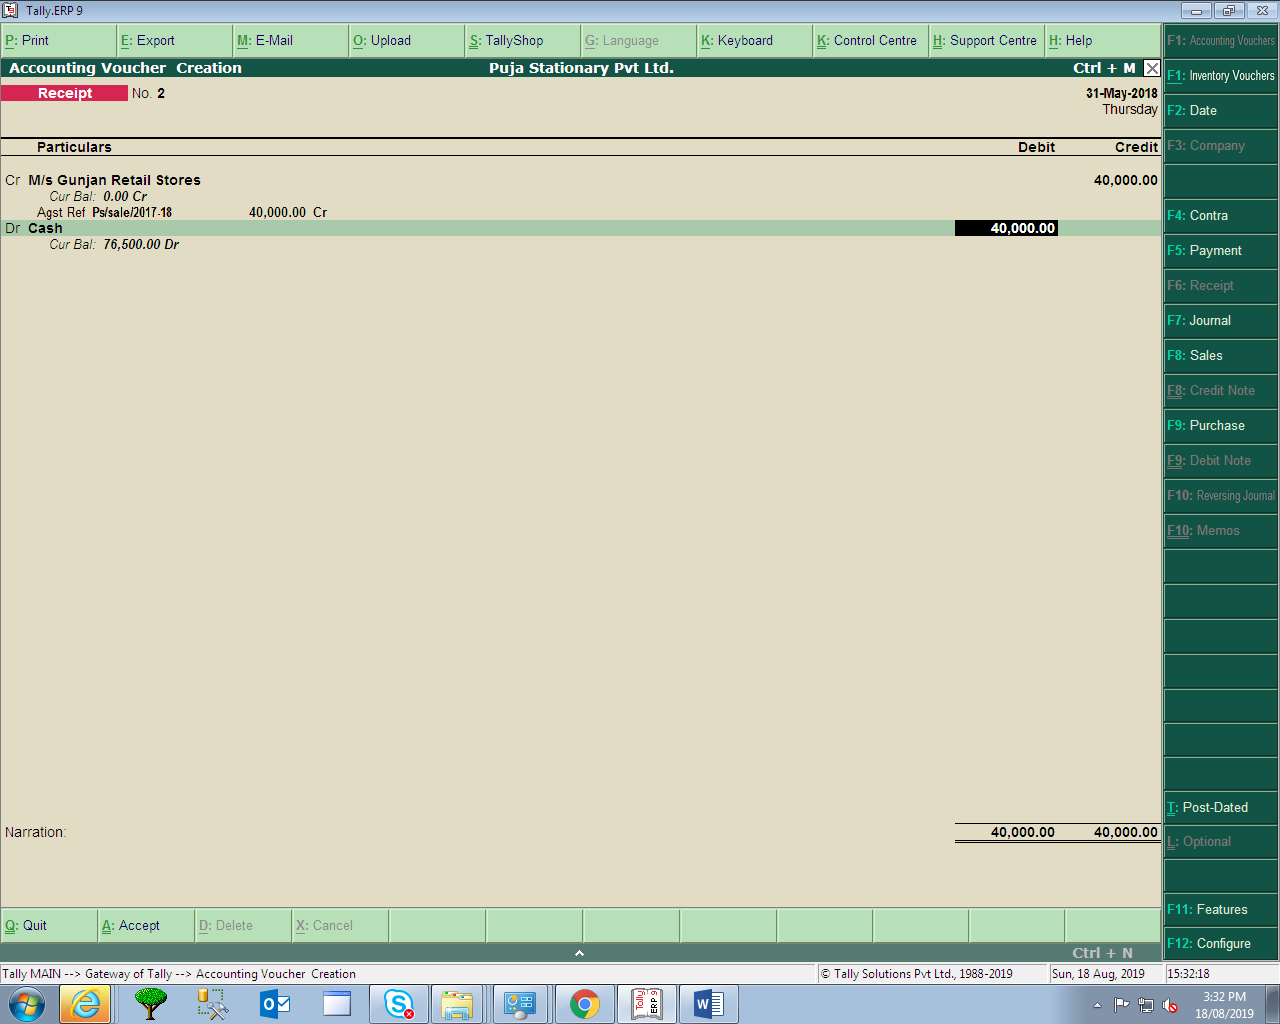 Tally.ERP 9
P: Print E: Export M: E-Mail O: Upload S: TallyShop G: Language K: Keyboard K: Control Centre H: Support Centre H: Help
Accounting Voucher Creation Puja Stationary Pvt Ltd. Ctrl + M
Receipt No. 2 31-May-2018
Thursday
Particulars Debit Credit
Cr M/s Gunjan Retail Stores 40,000.00
Cur Bal: 0.00 Cr
Agst Ref Ps/sale/2017-18 40,000.00 Cr
Dr Cash 40,000.00
Cur Bal: 76,500.00 Dr
Narration: 40,000.00 40,000.00
F1: Accounting Vouchers
F1: Inventory Vouchers
F2: Date
F3: Company
F4: Contra
F5: Payment
F6: Receipt
F7: Journal
F8: Sales
F8: Credit Note
F9: Purchase
F9: Debit Note
F10: Reversing Journal
F10: Memos
T: Post-Dated
L: Optional
F11: Features
F12: Configure
Q: Quit A: Accept D: Delete X: Cancel
Ctrl + N
Tally MAIN --> Gateway of Tally --> Accounting Voucher Creation © Tally Solutions Pvt Ltd., 1988-2019 Sun, 18 Aug, 2019 15:32:18
Tally ERP 9
3:32 PM
18/08/2019